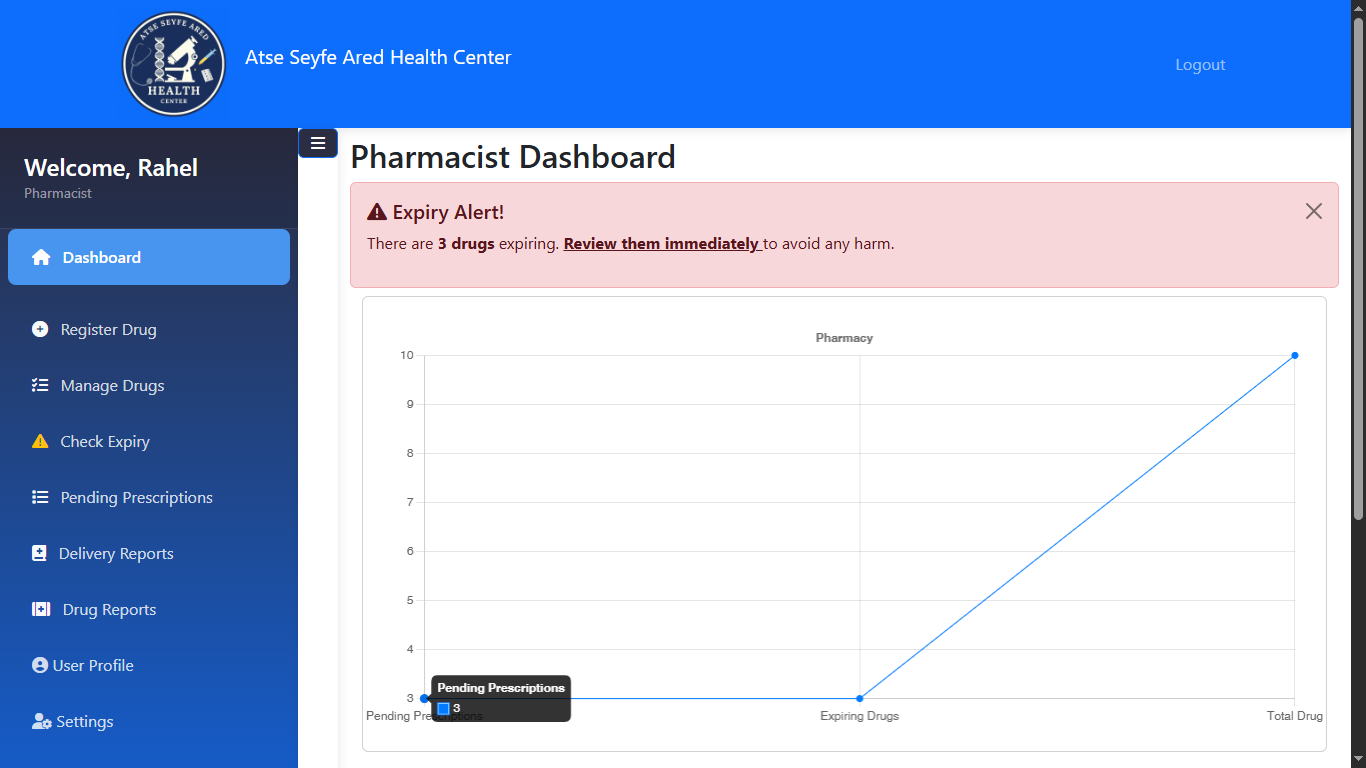 ATSE SEYFE ARED
HEALTH
CENTER
Atse Seyfe Ared Health Center
Logout
Welcome, Rahel
Pharmacist
Dashboard
Register Drug
Manage Drugs
Check Expiry
Pending Prescriptions
Delivery Reports
Drug Reports
User Profile
Settings
Pharmacist Dashboard
Expiry Alert!
There are 3 drugs expiring. Review them immediately to avoid any harm.
Pharmacy
10
9
8
7
6
5
4
3
Pending Prescriptions
3
Pending Prescriptions
Expiring Drugs
Total Drug